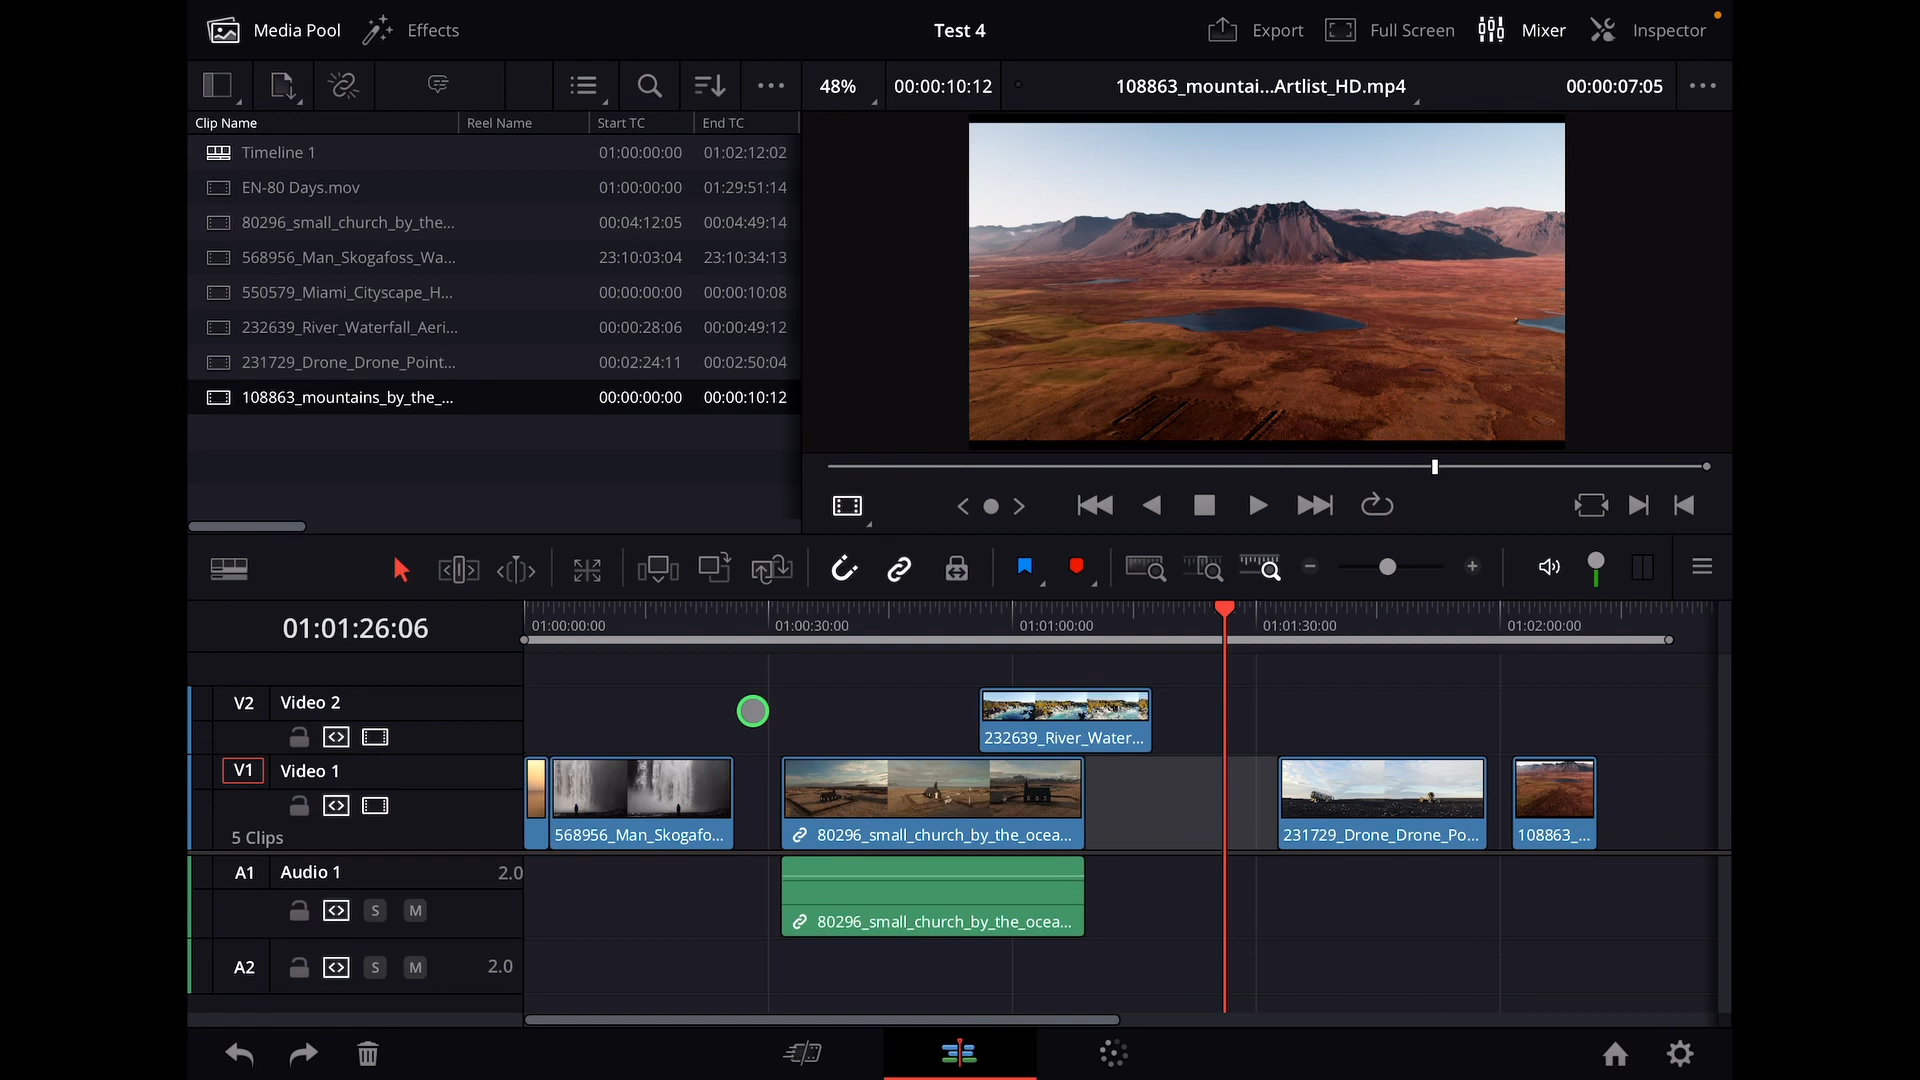 Media Pool
Effects
Test 4
Export
Full Screen
Mixer
Inspector
48%
00:00:10:12
108863_mountai...Artlist_HD.mp4
00:00:07:05
Clip Name
Reel Name
Start TC
End TC
Timeline 1
01:00:00:00
01:02:12:02
EN-80 Days.mov
01:00:00:00
01:29:51:14
80296_small_church_by_the...
00:04:12:05
00:04:49:14
568956_Man_Skogafoss_Wa...
23:10:03:04
23:10:34:13
550579_Miami_Cityscape_H...
00:00:00:00
00:00:10:08
232639_River_Waterfall_Aeri...
00:00:28:06
00:00:49:12
231729_Drone_Drone_Point...
00:02:24:11
00:02:50:04
108863_mountains_by_the_...
00:00:00:00
00:00:10:12
01:01:26:06
01:00:00:00
01:00:30:00
01:01:00:00
01:01:30:00
01:02:00:00
V2
Video 2
232639_River_Water...
V1
Video 1
5 Clips
568956_Man_Skogafo...
80296_small_church_by_the_ocea...
231729_Drone_Drone_Po...
108863_...
A1
Audio 1
2.0
S
M
80296_small_church_by_the_ocea...
A2
S
M
2.0